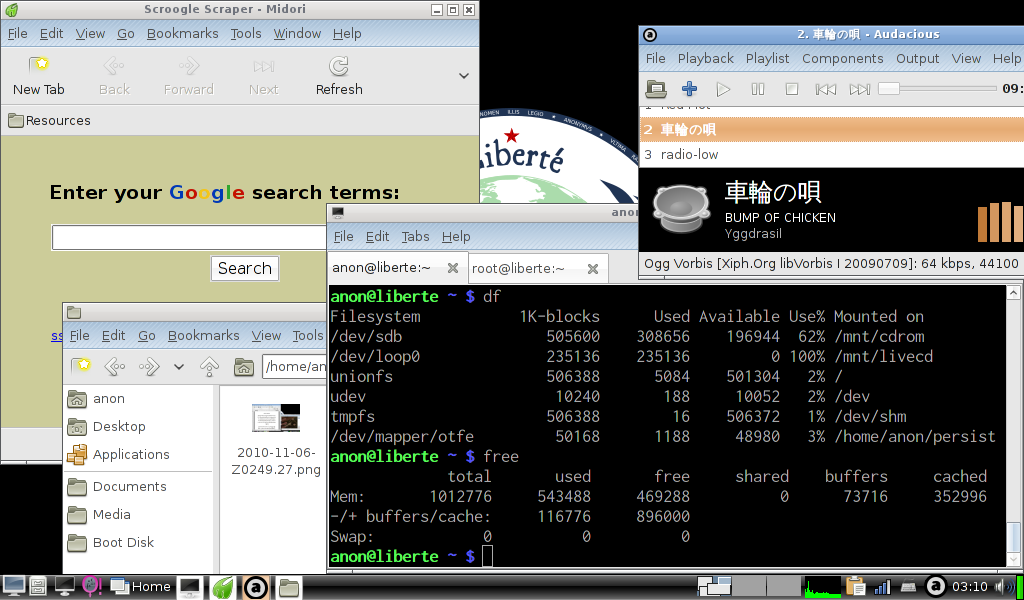 Scroogle Scraper - Midori
File Edit View Go Bookmarks Tools Window Help
New Tab Back Forward Next Refresh
Resources
Enter your Google search terms:
Search
NOMEN ILLIS LEGIO ★ ANONYMUS ★ ULTIMA
Liberté
2. 車輪の唄 - Audacious
File Playback Playlist Components Output View Help
09:
2 車輪の唄
3 radio-low
車輪の唄
BUMP OF CHICKEN
Yggdrasil
Ogg Vorbis [Xiph.Org libVorbis I 20090709]: 64 kbps, 44100
File Edit Go Bookmarks View Tools
/home/an
anon
Desktop
Applications
Documents
Media
Boot Disk
2010-11-06-
Z0249.27.png
anon
File Edit Tabs Help
anon@liberte:~ root@liberte:~
anon@liberte ~ $ df
Filesystem 1K-blocks Used Available Use% Mounted on
/dev/sdb 505600 308656 196944 62% /mnt/cdrom
/dev/loop0 235136 235136 0 100% /mnt/livecd
unionfs 506388 5084 501304 2% /
udev 10240 188 10052 2% /dev
tmpfs 506388 16 506372 1% /dev/shm
/dev/mapper/otfe 50168 1188 48980 3% /home/anon/persist
anon@liberte ~ $ free
total used free shared buffers cached
Mem: 1012776 543488 469288 0 73716 352996
-/+ buffers/cache: 116776 896000
Swap: 0 0 0
anon@liberte ~ $
Home 03:10